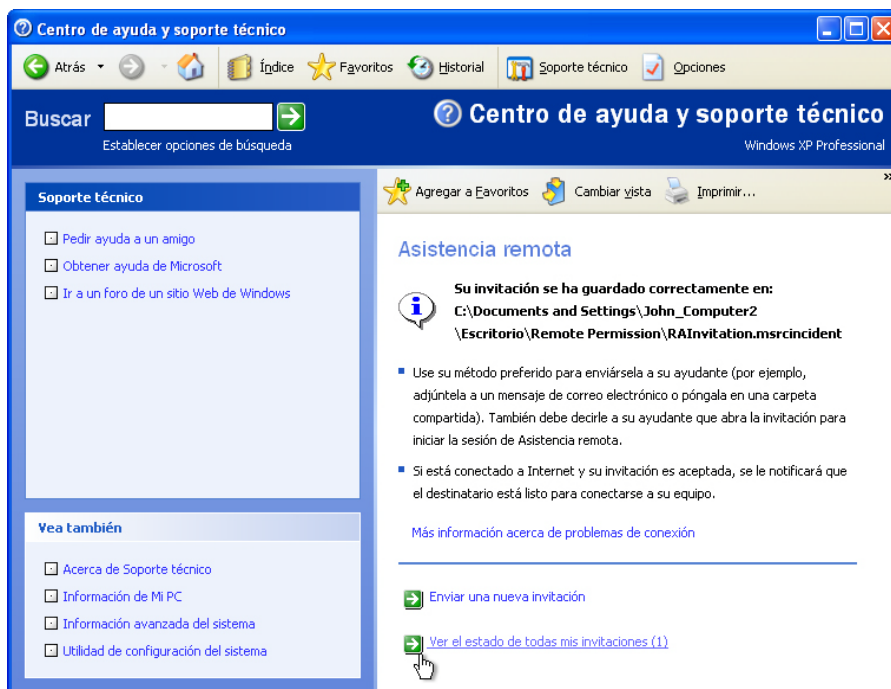 Centro de ayuda y soporte técnico
Atrás Índice Favoritos Historial Soporte técnico Opciones
Buscar
Establecer opciones de búsqueda
Centro de ayuda y soporte técnico
Windows XP Professional
Soporte técnico
Pedir ayuda a un amigo
Obtener ayuda de Microsoft
Ir a un foro de un sitio Web de Windows
Vea también
Acerca de Soporte técnico
Información de Mi PC
Información avanzada del sistema
Utilidad de configuración del sistema
Agregar a Favoritos Cambiar vista Imprimir... »
Asistencia remota
Su invitación se ha guardado correctamente en:
C:\Documents and Settings\John_Computer2
\Escritorio\Remote Permission\RAInvitation.msrcincident
Use su método preferido para enviársela a su ayudante (por ejemplo,
adjúntela a un mensaje de correo electrónico o póngala en una carpeta
compartida). También debe decirle a su ayudante que abra la invitación para
iniciar la sesión de Asistencia remota.
Si está conectado a Internet y su invitación es aceptada, se le notificará que
el destinatario está listo para conectarse a su equipo.
Más información acerca de problemas de conexión
Enviar una nueva invitación
Ver el estado de todas mis invitaciones (1)